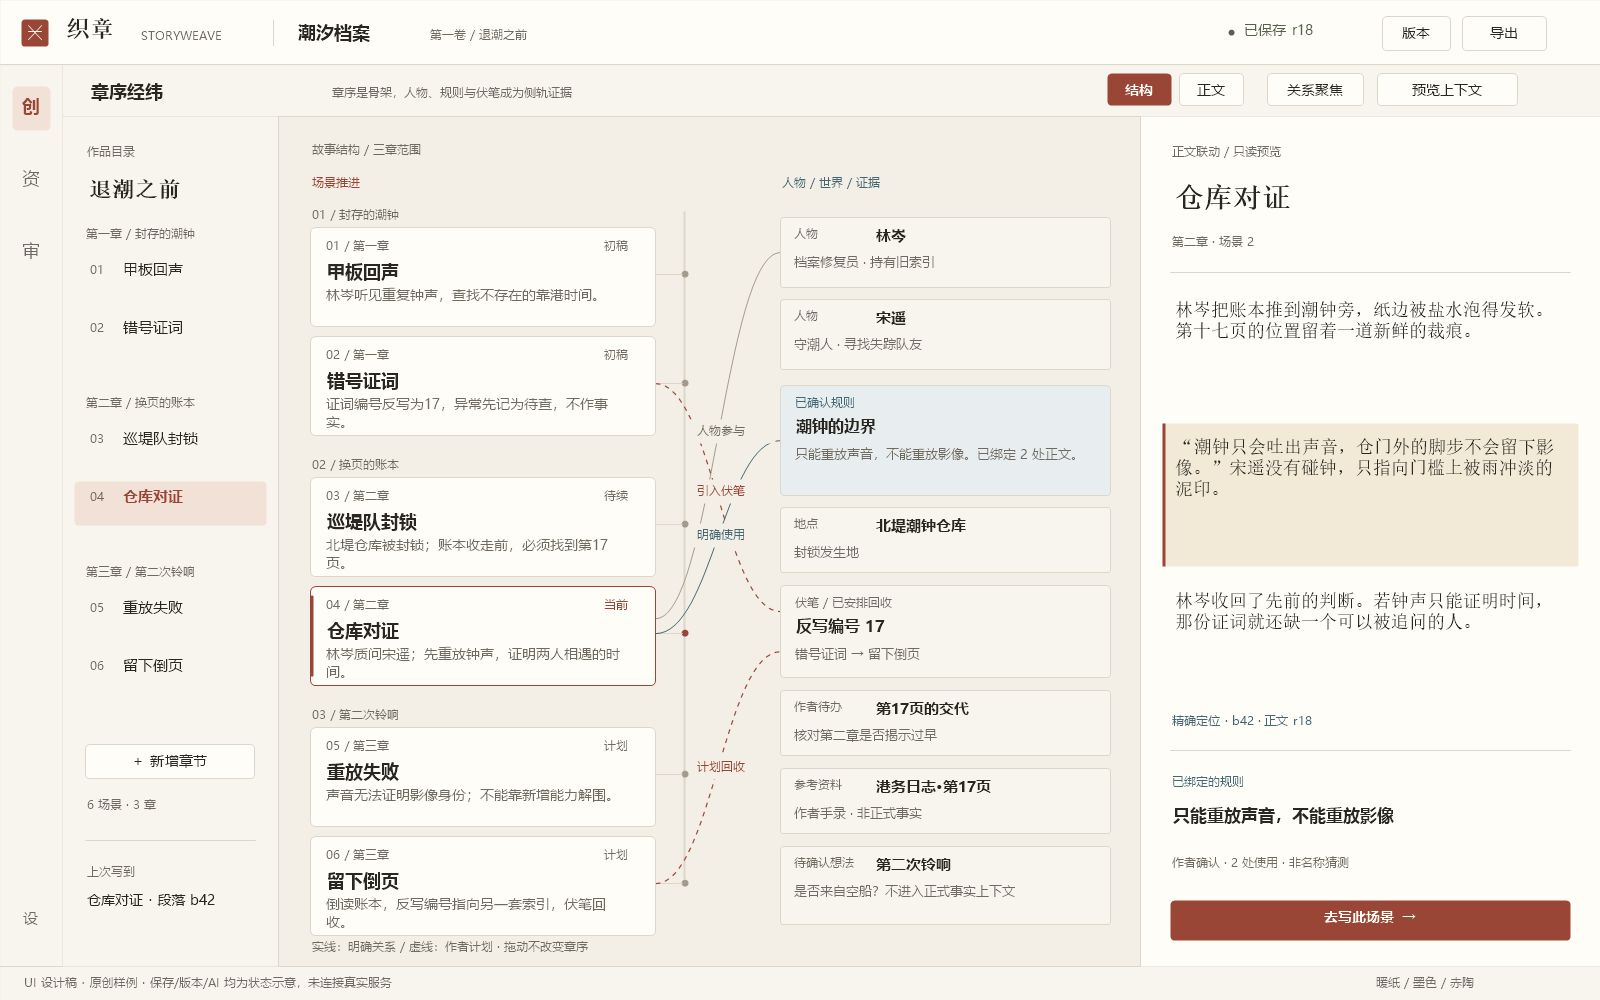 织章
STORYWEAVE
潮汐档案
第一卷 / 退潮之前
● 已保存 r18
版本
导出
创
资
审
设
章序经纬
章序是骨架，人物、规则与伏笔成为侧轨证据
结构
正文
关系聚焦
预览上下文
作品目录
退潮之前
第一章 / 封存的潮钟
01 甲板回声
02 错号证词
第二章 / 换页的账本
03 巡堤队封锁
04 仓库对证
第三章 / 第二次铃响
05 重放失败
06 留下倒页
+ 新增章节
6 场景 · 3 章
上次写到
仓库对证 · 段落 b42
故事结构 / 三章范围
场景推进
01 / 封存的潮钟
01 / 第一章 初稿
甲板回声
林岑听见重复钟声，查找不存在的靠港时间。
02 / 第一章 初稿
错号证词
证词编号反写为17，异常先记为待查，不作事
实。
02 / 换页的账本
03 / 第二章 待续
巡堤队封锁
北堤仓库被封锁；账本收走前，必须找到第17
页。
04 / 第二章 当前
仓库对证
林岑质问宋遥；先重放钟声，证明两人相遇的时
间。
03 / 第二次铃响
05 / 第三章 计划
重放失败
声音无法证明影像身份；不能靠新增能力解围。
06 / 第三章 计划
留下倒页
倒读账本，反写编号指向另一套索引，伏笔回
收。
实线：明确关系 / 虚线：作者计划 · 拖动不改变章序
人物参与
引入伏笔
明确使用
计划回收
人物 / 世界 / 证据
人物 林岑
档案修复员 · 持有旧索引
人物 宋遥
守潮人 · 寻找失踪队友
已确认规则
潮钟的边界
只能重放声音，不能重放影像。已绑定 2 处正文。
地点 北堤潮钟仓库
封锁发生地
伏笔 / 已安排回收
反写编号 17
错号证词 → 留下倒页
作者待办 第17页的交代
核对第二章是否揭示过早
参考资料 港务日志·第17页
作者手录 · 非正式事实
待确认想法 第二次铃响
是否来自空船？不进入正式事实上下文
正文联动 / 只读预览
仓库对证
第二章 · 场景 2
林岑把账本推到潮钟旁，纸边被盐水泡得发软。
第十七页的位置留着一道新鲜的裁痕。
“潮钟只会吐出声音，仓门外的脚步不会留下影
像。”宋遥没有碰钟，只指向门槛上被雨冲淡的
泥印。
林岑收回了先前的判断。若钟声只能证明时间，
那份证词就还缺一个可以被追问的人。
精确定位 · b42 · 正文 r18
已绑定的规则
只能重放声音，不能重放影像
作者确认 · 2 处使用 · 非名称猜测
去写此场景 →
UI 设计稿 · 原创样例 · 保存/版本/AI 均为状态示意，未连接真实服务
暖纸 / 墨色 / 赤陶